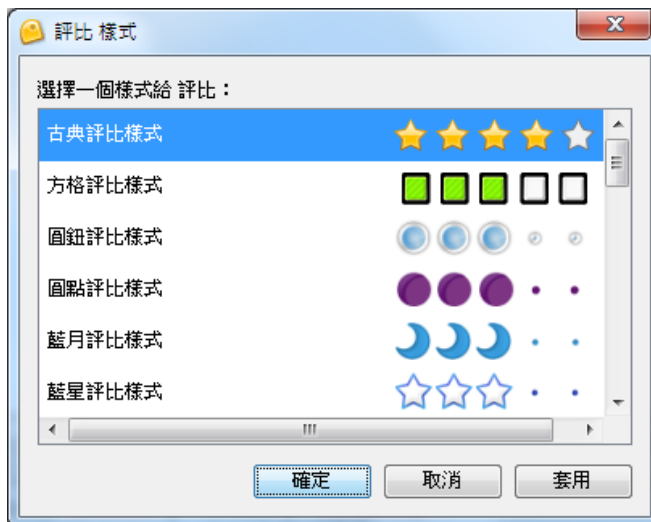 評比 樣式
選擇一個樣式給 評比：
古典評比樣式
方格評比樣式
圓鈕評比樣式
圓點評比樣式
藍月評比樣式
藍星評比樣式
確定
取消
套用